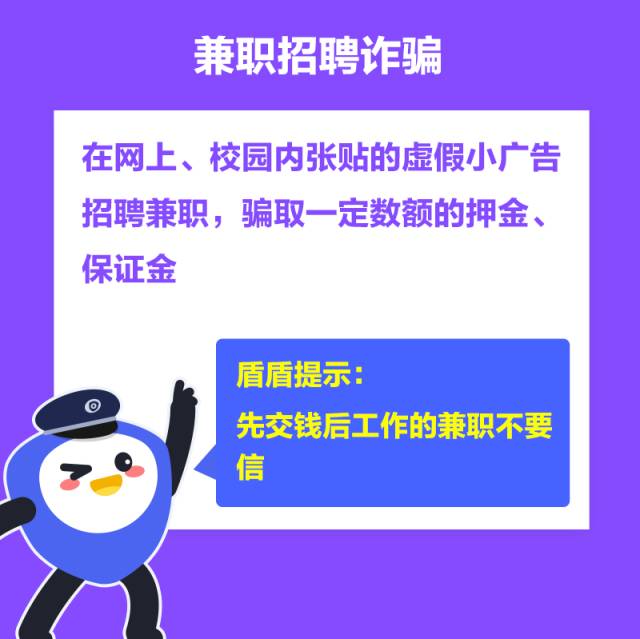 兼职招聘诈骗
在网上、校园内张贴的虚假小广告
招聘兼职，骗取一定数额的押金、
保证金
盾盾提示：
先交钱后工作的兼职不要
信